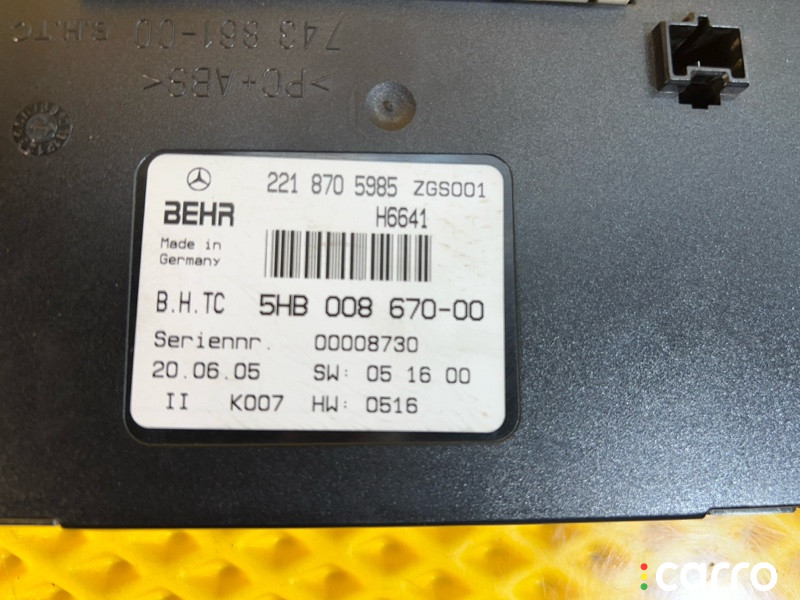 743 861-00 B.H.TC
>PC+ABS<
221 870 5985 ZGS001
BEHR H6641
Made in
Germany
B.H.TC 5HB 008 670-00
Seriennr. 00008730
20.06.05 SW: 05 16 00
II K007 HW: 0516
carro